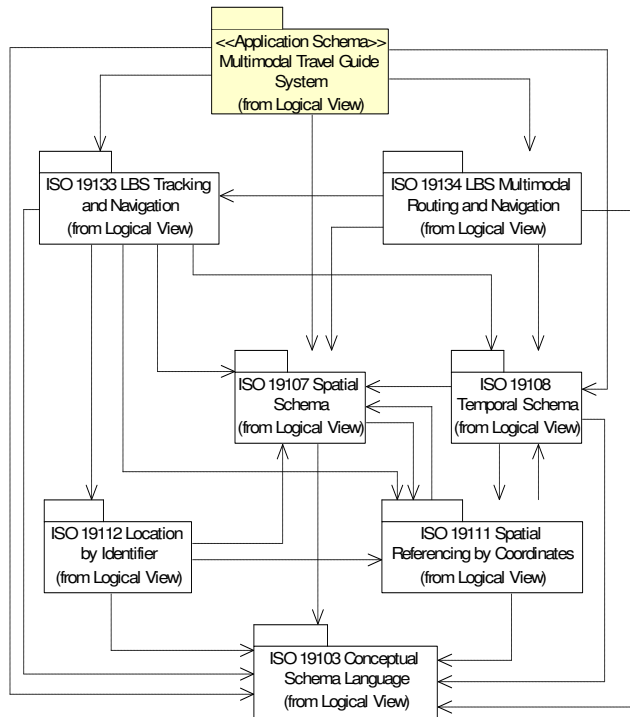 <<Application Schema>>
Multimodal Travel Guide
System
(from Logical View)
ISO 19133 LBS Tracking
and Navigation
(from Logical View)
ISO 19134 LBS Multimodal
Routing and Navigation
(from Logical View)
ISO 19107 Spatial
Schema
(from Logical View)
ISO 19108
Temporal Schema
(from Logical View)
ISO 19112 Location
by Identifier
(from Logical View)
ISO 19111 Spatial
Referencing by Coordinates
(from Logical View)
ISO 19103 Conceptual
Schema Language
(from Logical View)